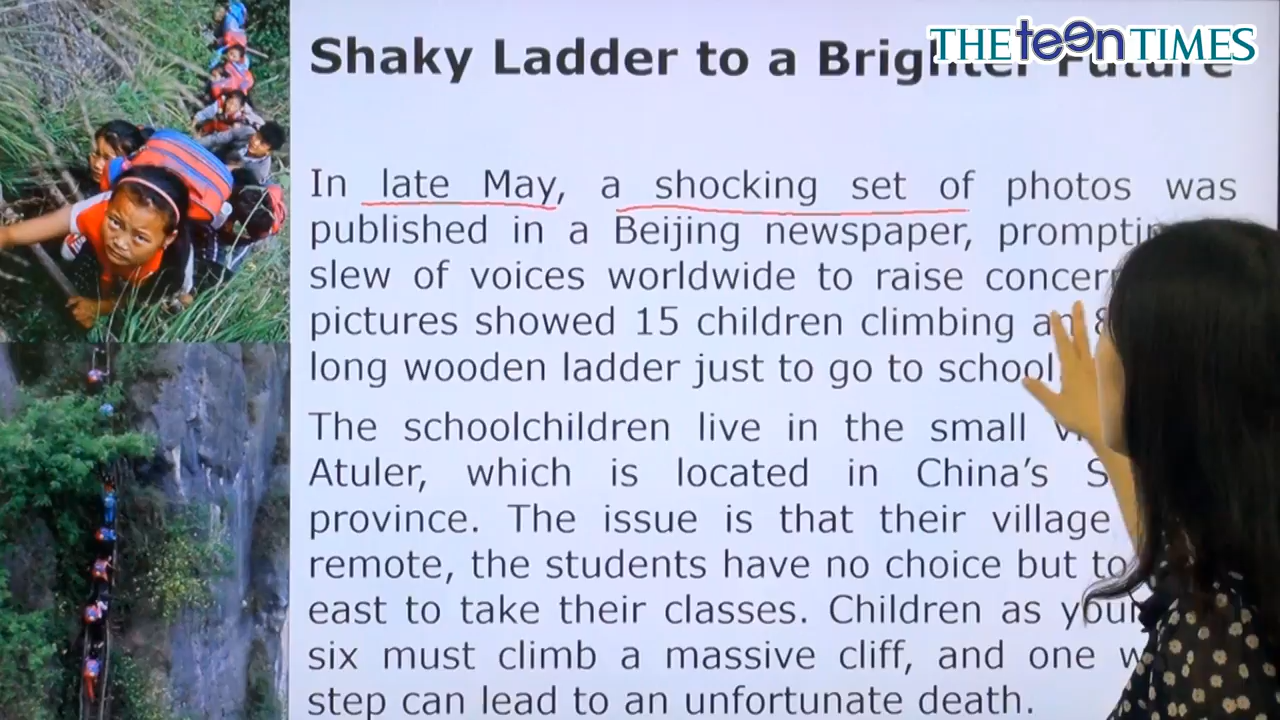 THE teen TIMES
Shaky Ladder to a Brighter Future
In late May, a shocking set of photos was
published in a Beijing newspaper,
slew of voices worldwide to raise
pictures showed 15 children climbing
long wooden ladder just to go to school
The schoolchildren live in the small
Atuler, which is located in China’s
province. The issue is that their village
remote, the students have no choice but to
east to take their classes. Children as
six must climb a massive cliff, and one
step can lead to an unfortunate death.